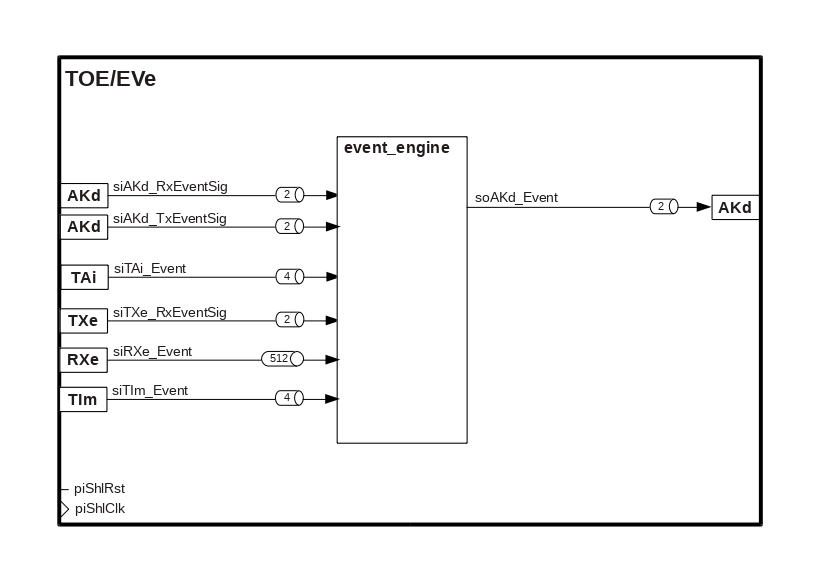 TOE/EVe
event_engine
AKd siAKd_RxEventSig 2
soAKd_Event 2 AKd
AKd siAKd_TxEventSig 2
TAi siTAi_Event 4
TXe siTXe_RxEventSig 2
RXe siRXe_Event 512
TIm siTIm_Event 4
piShlRst
piShlClk